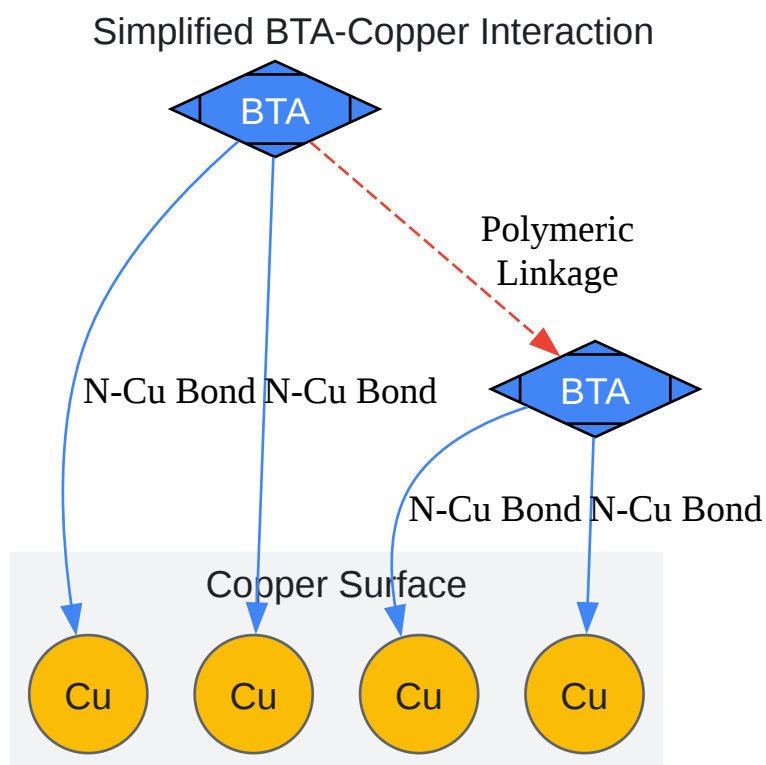 Simplified BTA-Copper Interaction
BTA
Polymeric
Linkage
N-Cu Bond
N-Cu Bond
BTA
N-Cu Bond
N-Cu Bond
Copper Surface
Cu
Cu
Cu
Cu